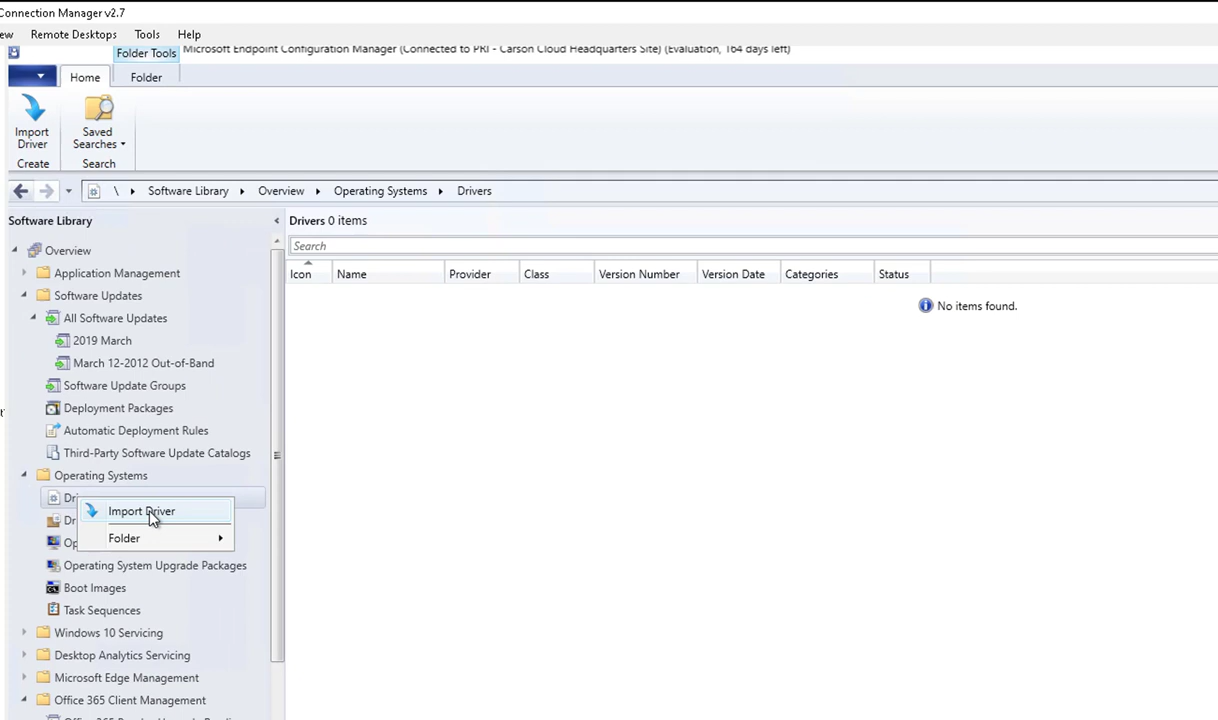 Connection Manager v2.7
ew Remote Desktops Tools Help
Folder Tools Microsoft Endpoint Configuration Manager (Connected to PRI - Carson Cloud Headquarters Site) (Evaluation, 164 days left)
Home Folder
Import Driver
Saved Searches
Create Search
\ Software Library Overview Operating Systems Drivers
Software Library
Overview
Application Management
Software Updates
All Software Updates
2019 March
March 12-2012 Out-of-Band
Software Update Groups
Deployment Packages
Automatic Deployment Rules
Third-Party Software Update Catalogs
Operating Systems
Dri
Import Driver
Dr
Folder
Op
Operating System Upgrade Packages
Boot Images
Task Sequences
Windows 10 Servicing
Desktop Analytics Servicing
Microsoft Edge Management
Office 365 Client Management
Drivers 0 items
Search
Icon Name Provider Class Version Number Version Date Categories Status
No items found.